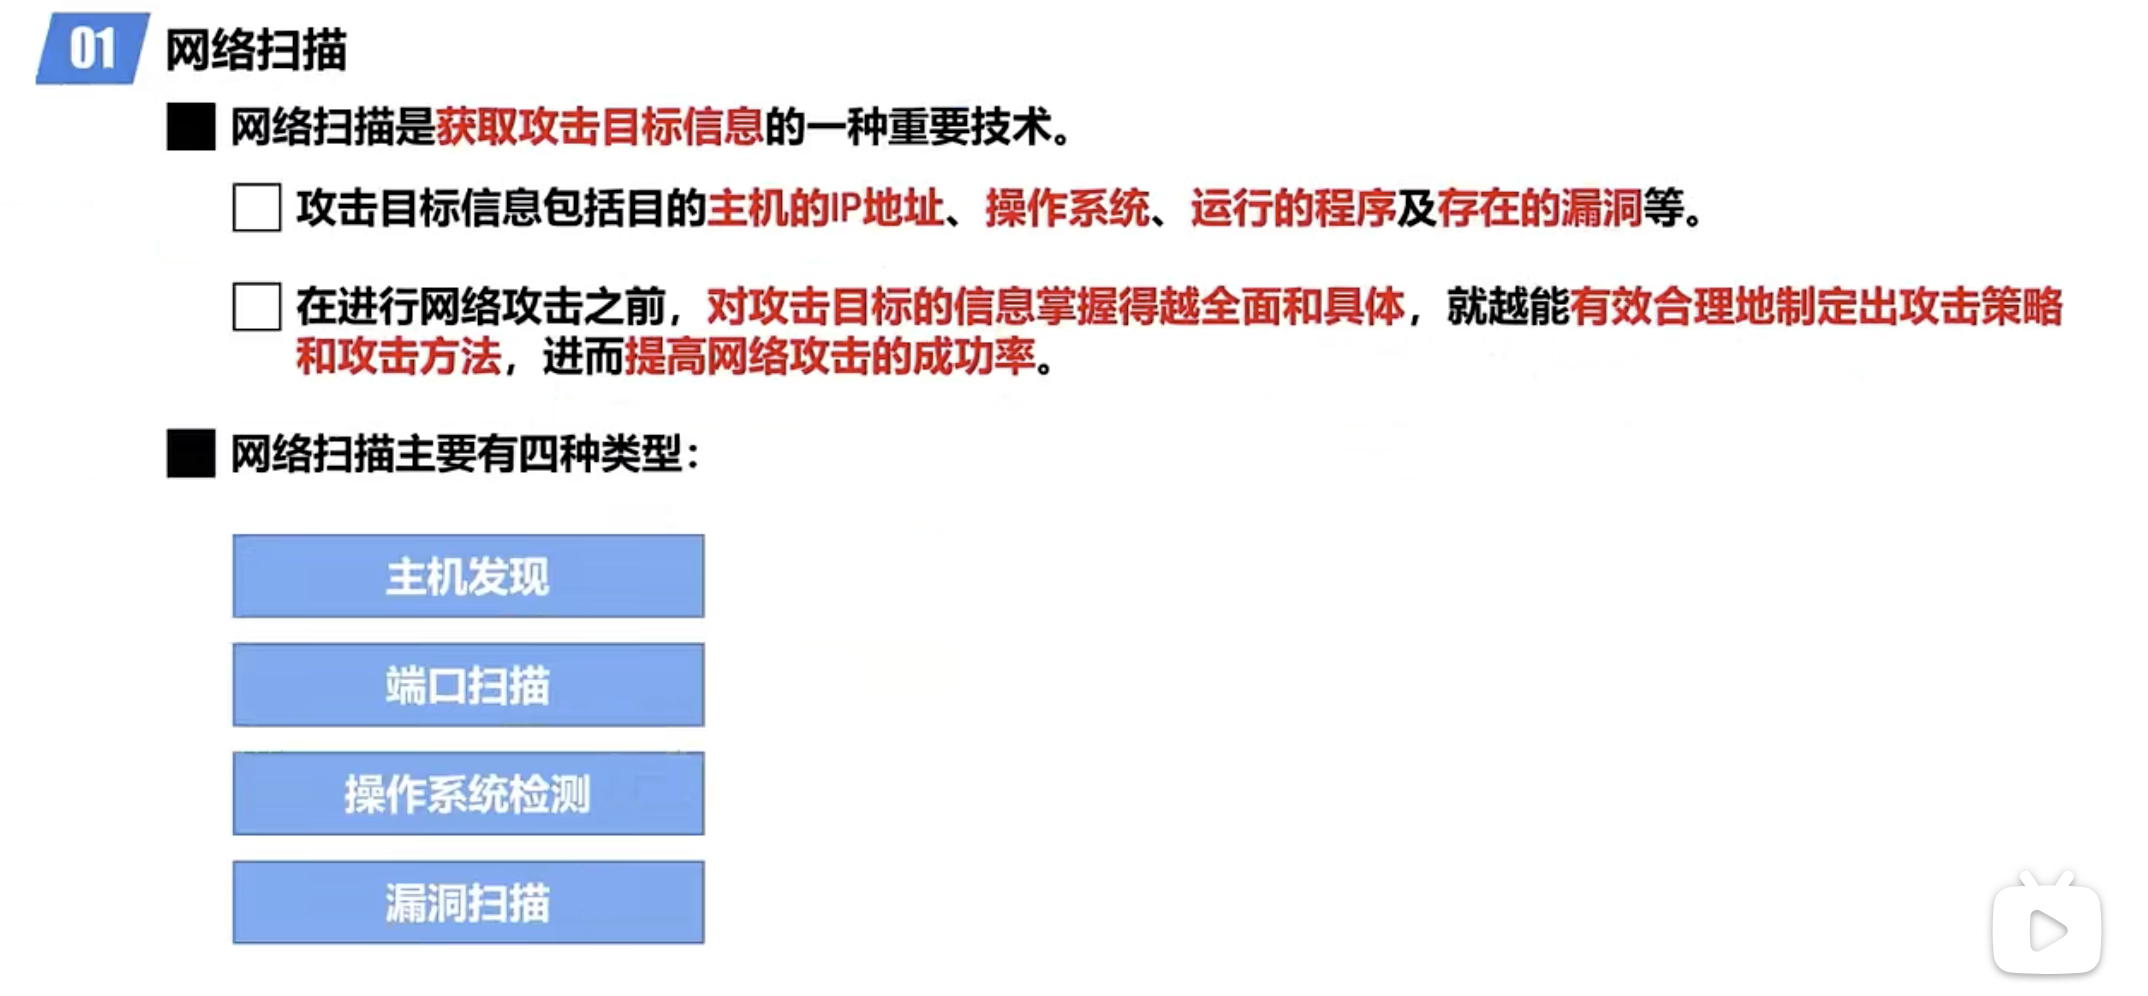 01 网络扫描
网络扫描是获取攻击目标信息的一种重要技术。
攻击目标信息包括目的主机的IP地址、操作系统、运行的程序及存在的漏洞等。
在进行网络攻击之前，对攻击目标的信息掌握得越全面和具体，就越能有效合理地制定出攻击策略
和攻击方法，进而提高网络攻击的成功率。
网络扫描主要有四种类型：
主机发现
端口扫描
操作系统检测
漏洞扫描